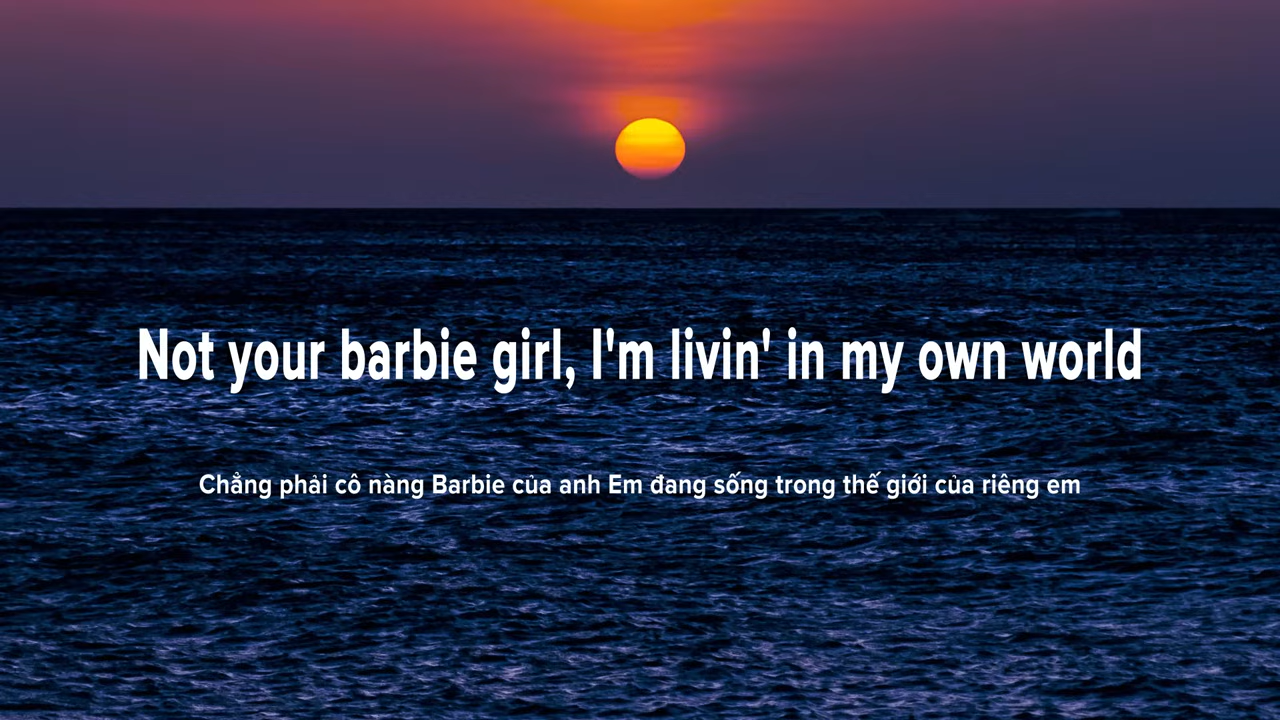 Not your barbie girl, I'm livin' in my own world
Chẳng phải cô nàng Barbie của anh Em đang sống trong thế giới của riêng em